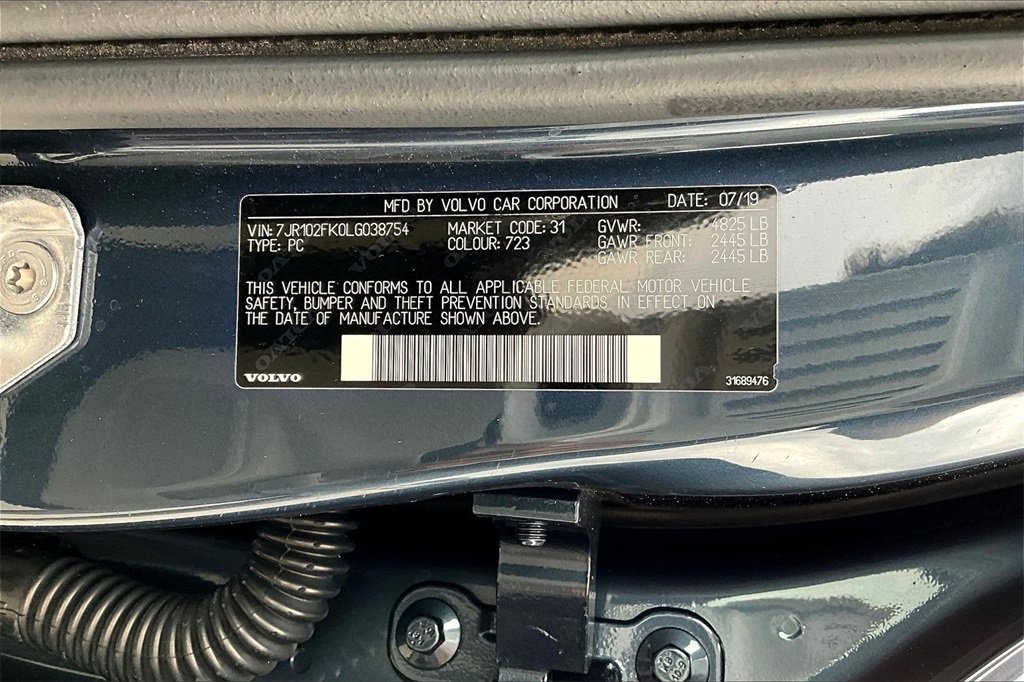 MFD BY VOLVO CAR CORPORATION DATE: 07/19
VIN: 7JR102FK0LG038754 MARKET CODE: 31 GVWR: 4825 LB
TYPE: PC COLOUR: 723 GAWR FRONT: 2445 LB
GAWR REAR: 2445 LB
THIS VEHICLE CONFORMS TO ALL APPLICABLE FEDERAL MOTOR VEHICLE
SAFETY, BUMPER AND THEFT PREVENTION STANDARDS IN EFFECT ON
THE DATE OF MANUFACTURE SHOWN ABOVE.
VOLVO
31689476